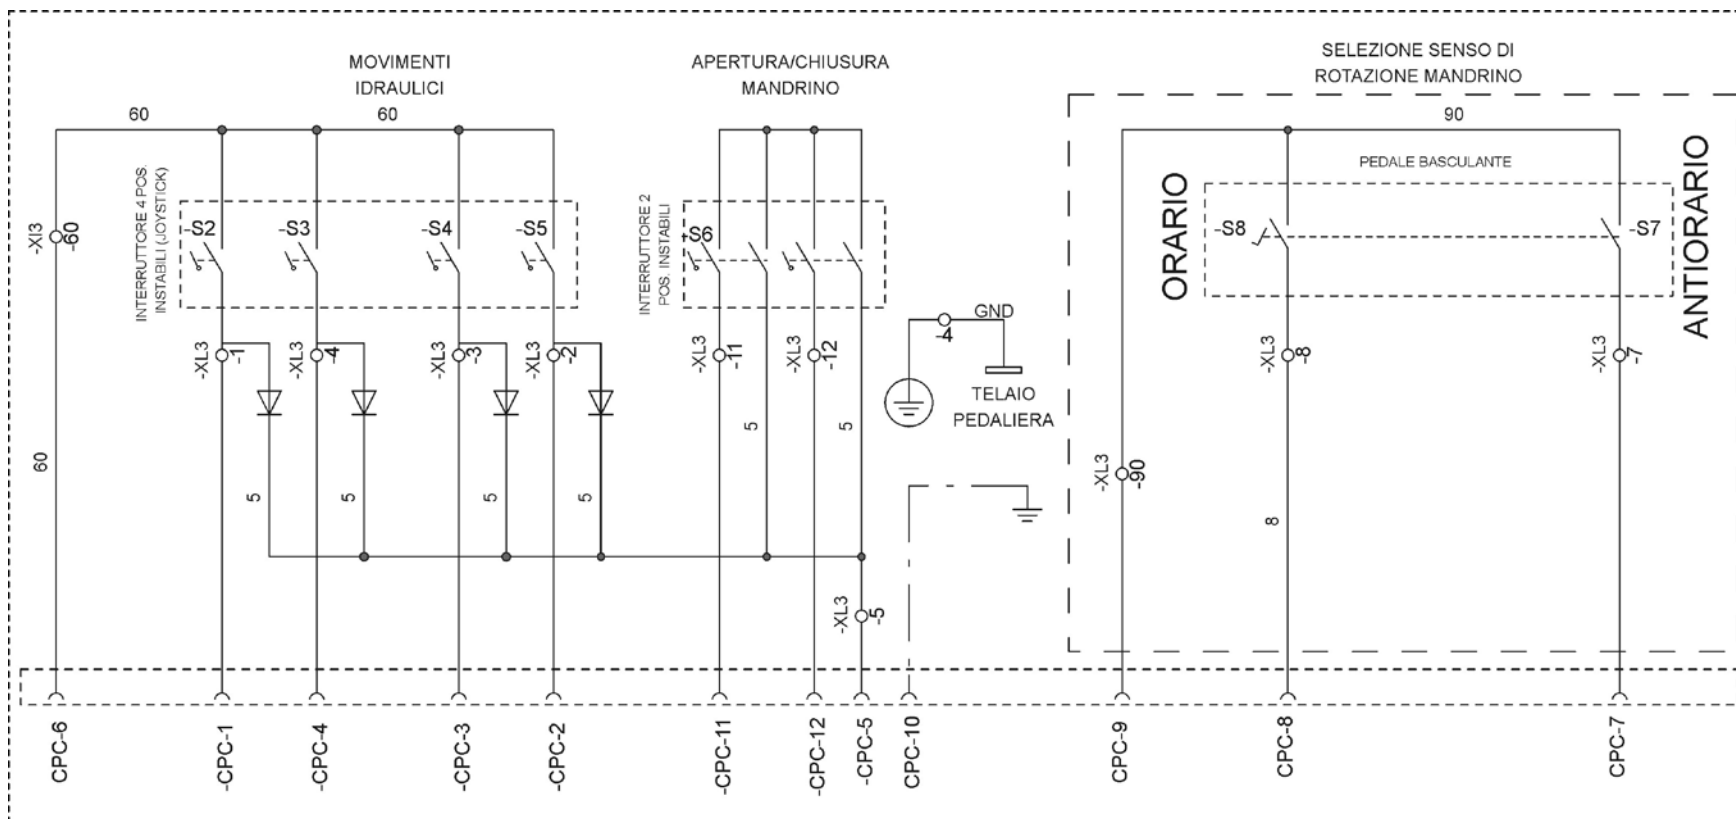 MOVIMENTI
IDRAULICI
APERTURA/CHIUSURA
MANDRINO
SELEZIONE SENSO DI
ROTAZIONE MANDRINO
60
60
90
INTERRUTTORE 4 POS.
INSTABILI (JOYSTICK)
INTERRUTTORE 2
POS. INSTABILI
PEDALE BASCULANTE
ORARIO
ANTIORARIO
-XI3
-60
-S2
-S3
-S4
-S5
-S6
-S8
-S7
-XL3
-1
-XL3
-4
-XL3
-3
-XL3
-2
-XL3
-11
-XL3
-12
GND
-4
TELAIO
PEDALIERA
-XL3
-8
-XL3
-7
60
5
5
5
5
5
5
-XL3
-90
8
-XL3
-5
CPC-6
-CPC-1
-CPC-4
-CPC-3
-CPC-2
-CPC-11
-CPC-12
-CPC-5
-CPC-10
CPC-9
CPC-8
CPC-7